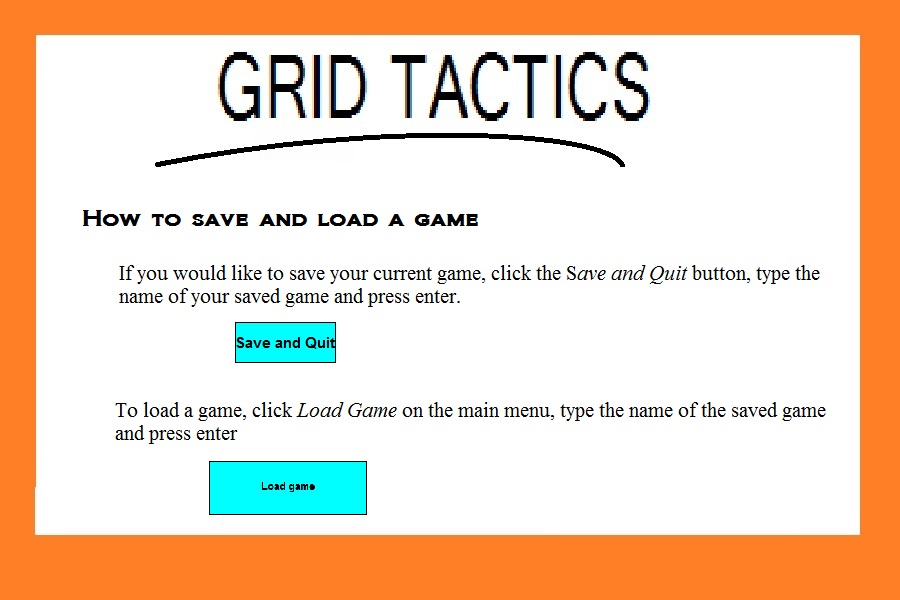 GRID TACTICS
How to save and load a game
If you would like to save your current game, click the Save and Quit button, type the
name of your saved game and press enter.
Save and Quit
To load a game, click Load Game on the main menu, type the name of the saved game
and press enter
Load game